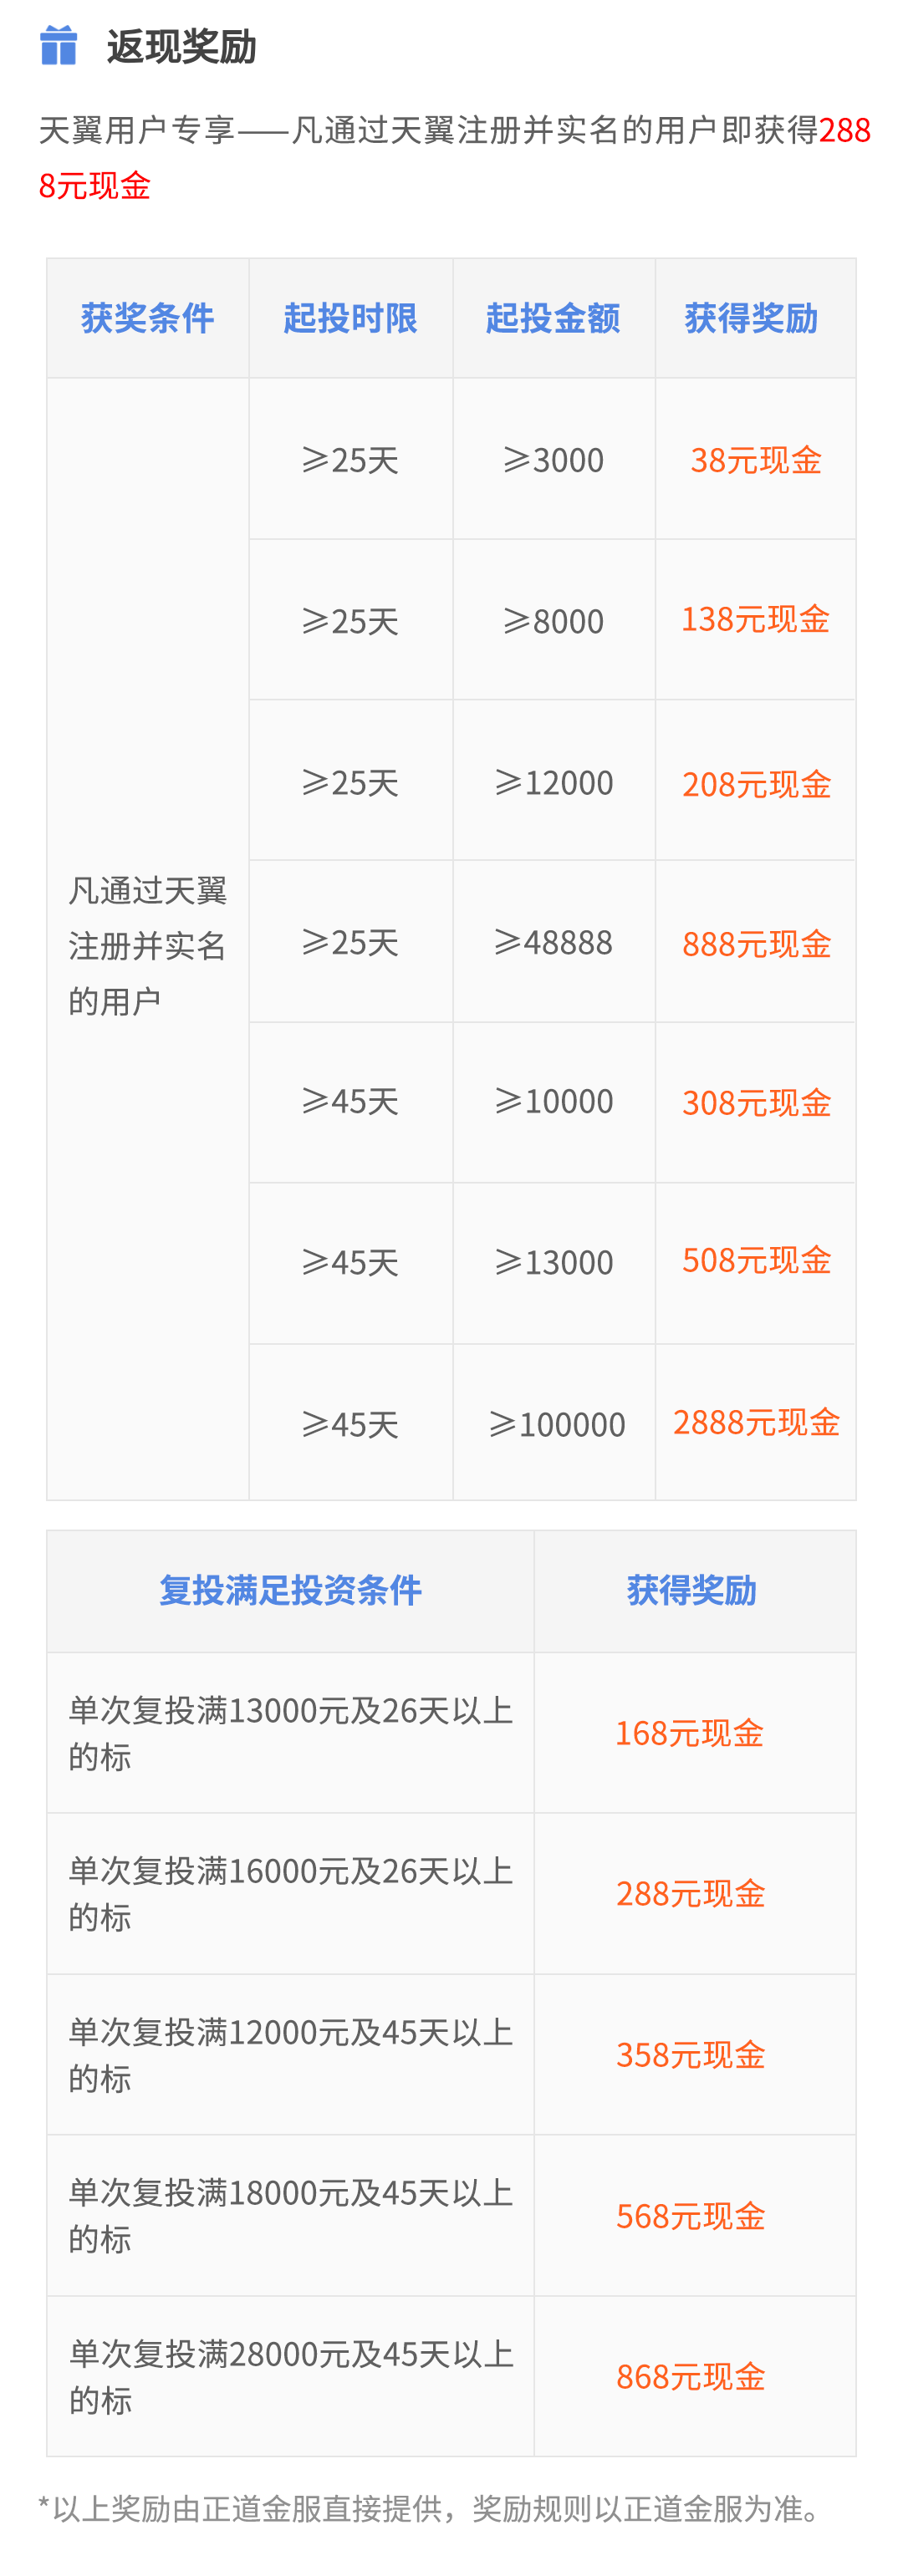 返现奖励
天翼用户专享——凡通过天翼注册并实名的用户即获得288
8元现金
获奖条件 起投时限 起投金额 获得奖励
≥25天 ≥3000 38元现金
≥25天 ≥8000 138元现金
≥25天 ≥12000 208元现金
凡通过天翼
注册并实名
的用户
≥25天 ≥48888 888元现金
≥45天 ≥10000 308元现金
≥45天 ≥13000 508元现金
≥45天 ≥100000 2888元现金
复投满足投资条件 获得奖励
单次复投满13000元及26天以上
的标
168元现金
单次复投满16000元及26天以上
的标
288元现金
单次复投满12000元及45天以上
的标
358元现金
单次复投满18000元及45天以上
的标
568元现金
单次复投满28000元及45天以上
的标
868元现金
*以上奖励由正道金服直接提供，奖励规则以正道金服为准。